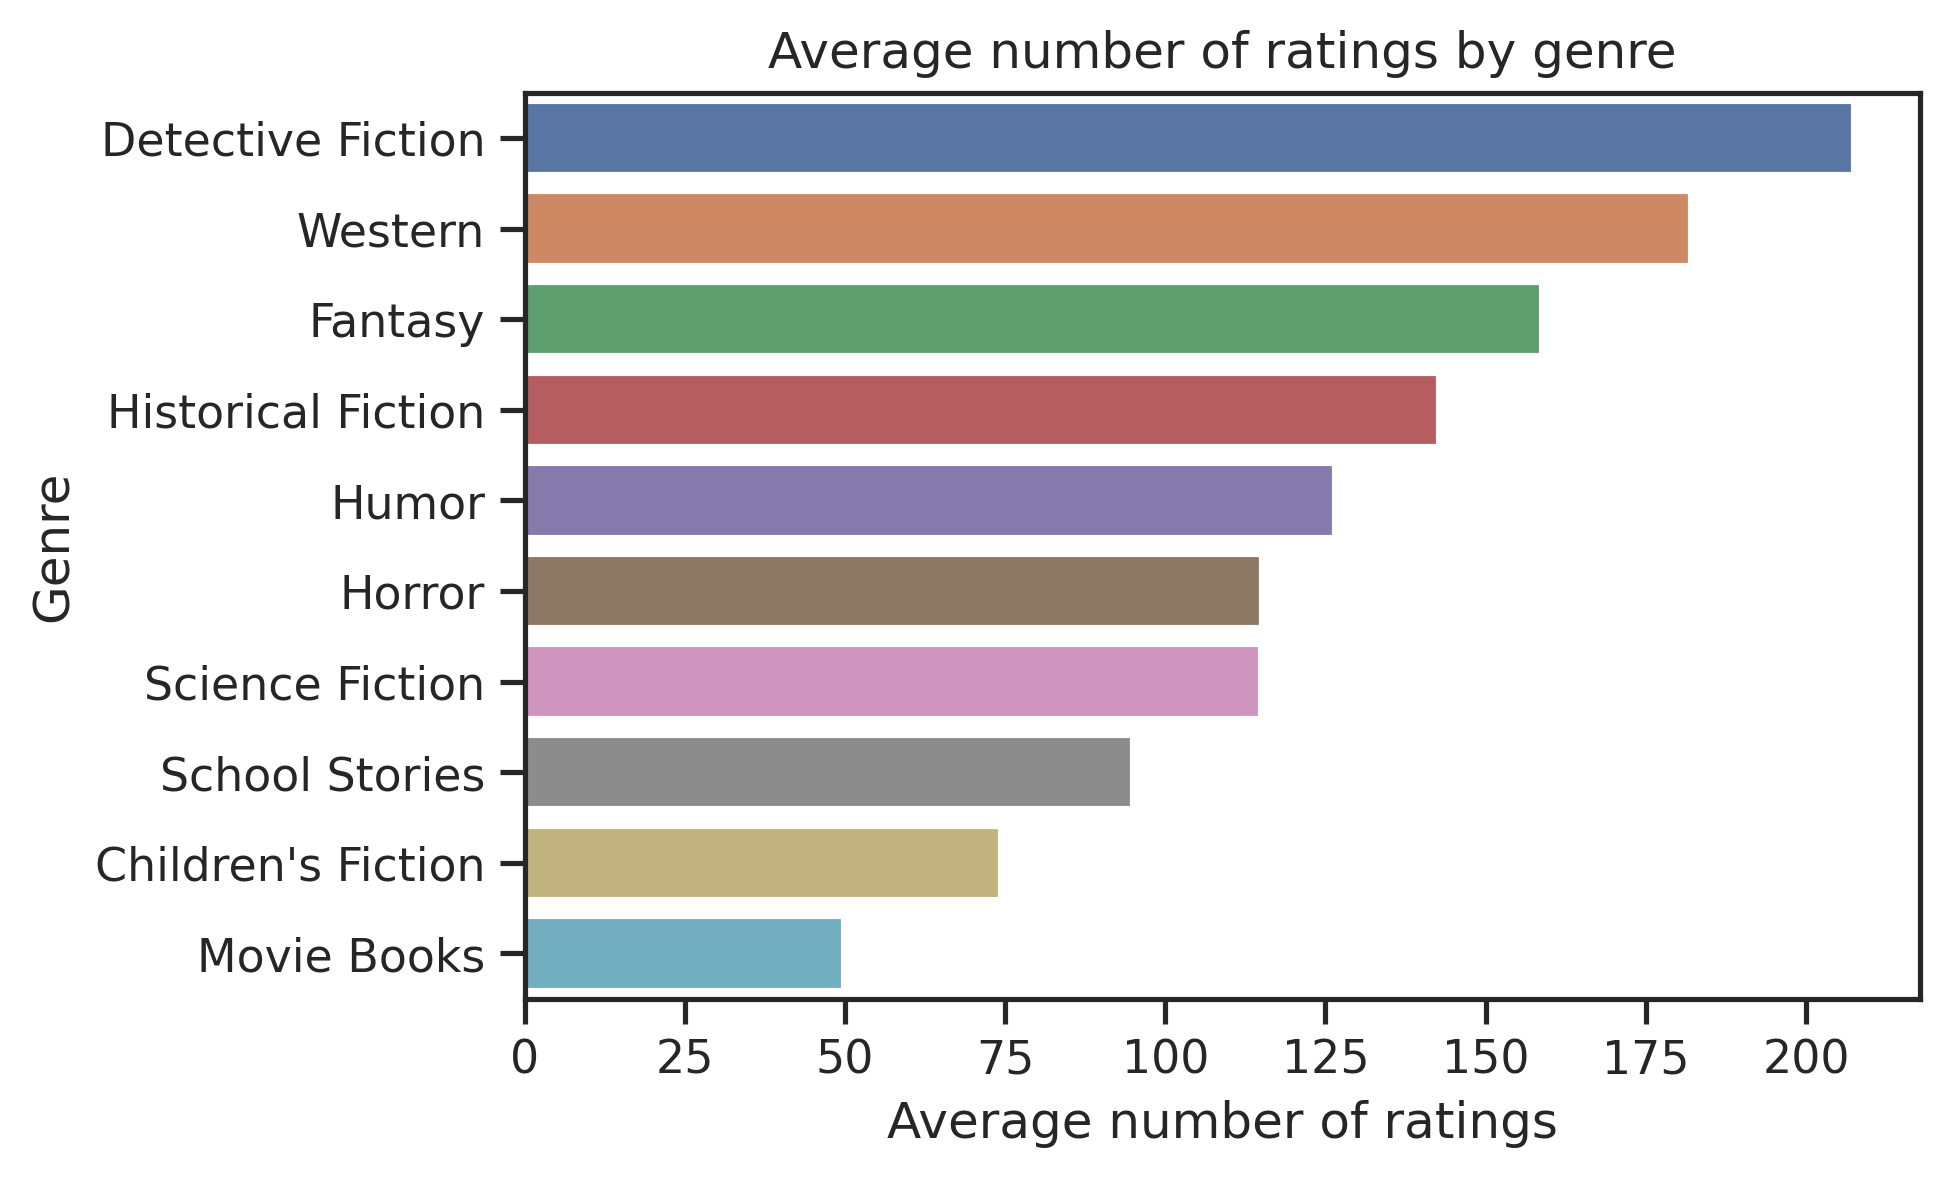 Average number of ratings by genre
Detective Fiction
Western
Fantasy
Historical Fiction
Humor
Horror
Science Fiction
School Stories
Children's Fiction
Movie Books
Genre
0 25 50 75 100 125 150 175 200
Average number of ratings